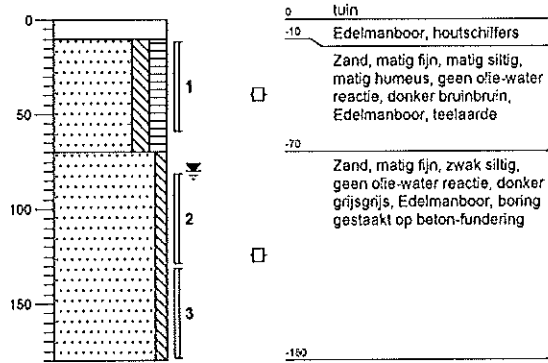 0
50
100
150
1
2
3
0 tuin
-10 Edelmanboor, houtschilfers
Zand, matig fijn, matig siltig,
matig humeus, geen olie-water
reactie, donker bruinbruin,
Edelmanboor, teelaarde
-70
Zand, matig fijn, zwak siltig,
geen olie-water reactie, donker
grijsgrijs, Edelmanboor, boring
gestaakt op beton-fundering
-180